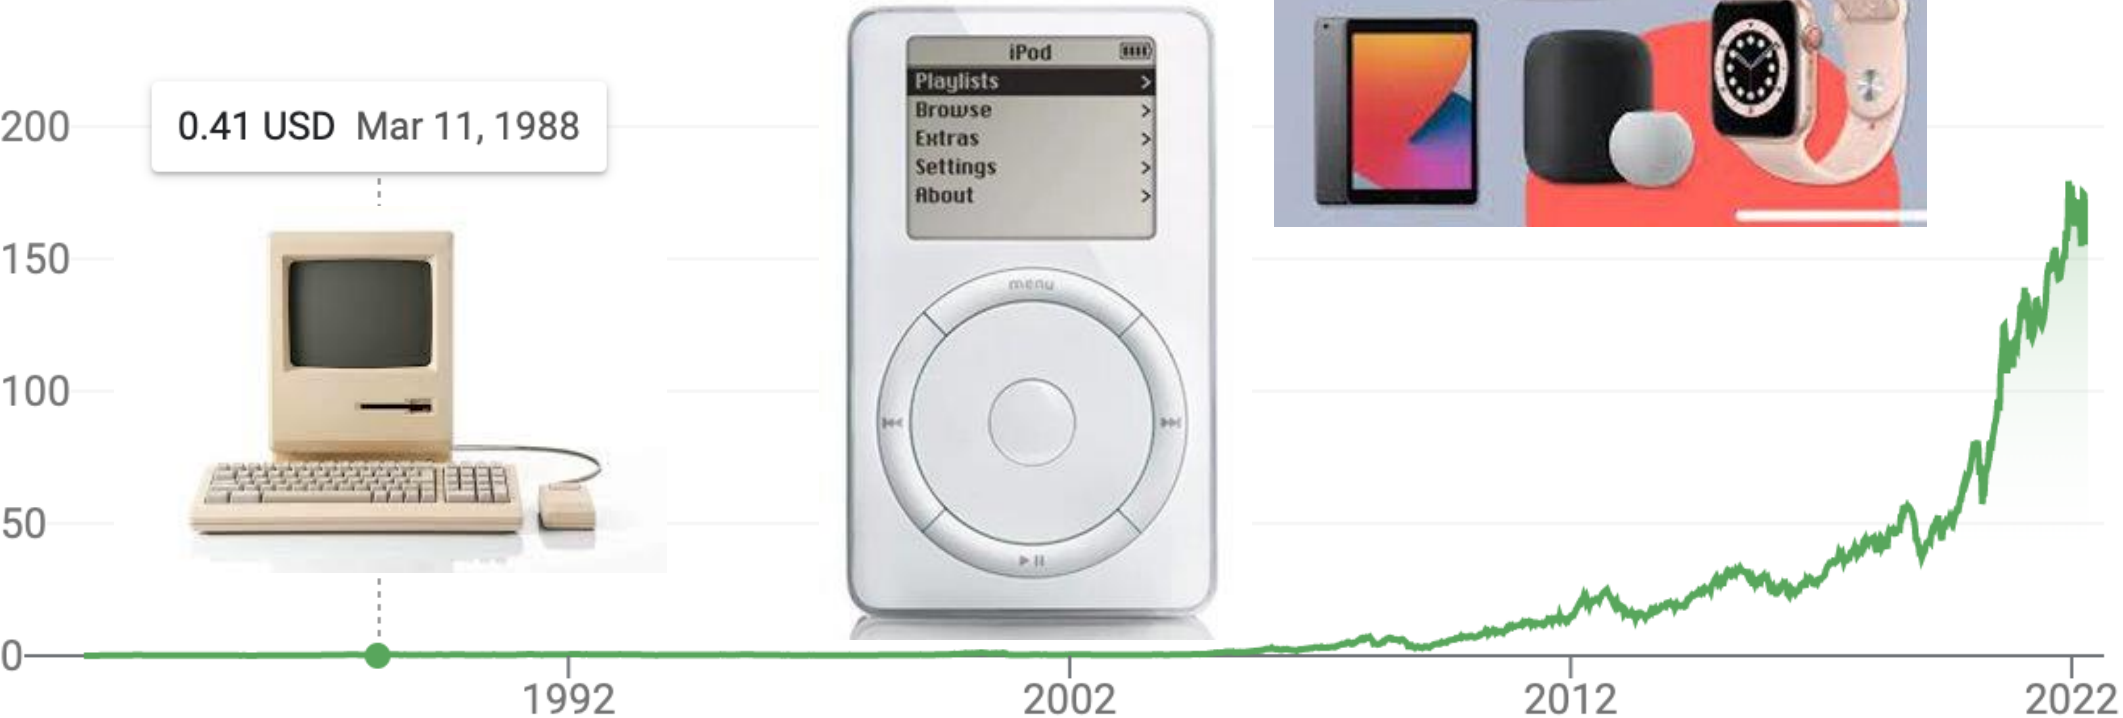 0.41 USD Mar 11, 1988
200
150
100
50
0
iPod
Playlists >
Browse >
Extras >
Settings >
About >
menu
1992
2002
2012
2022